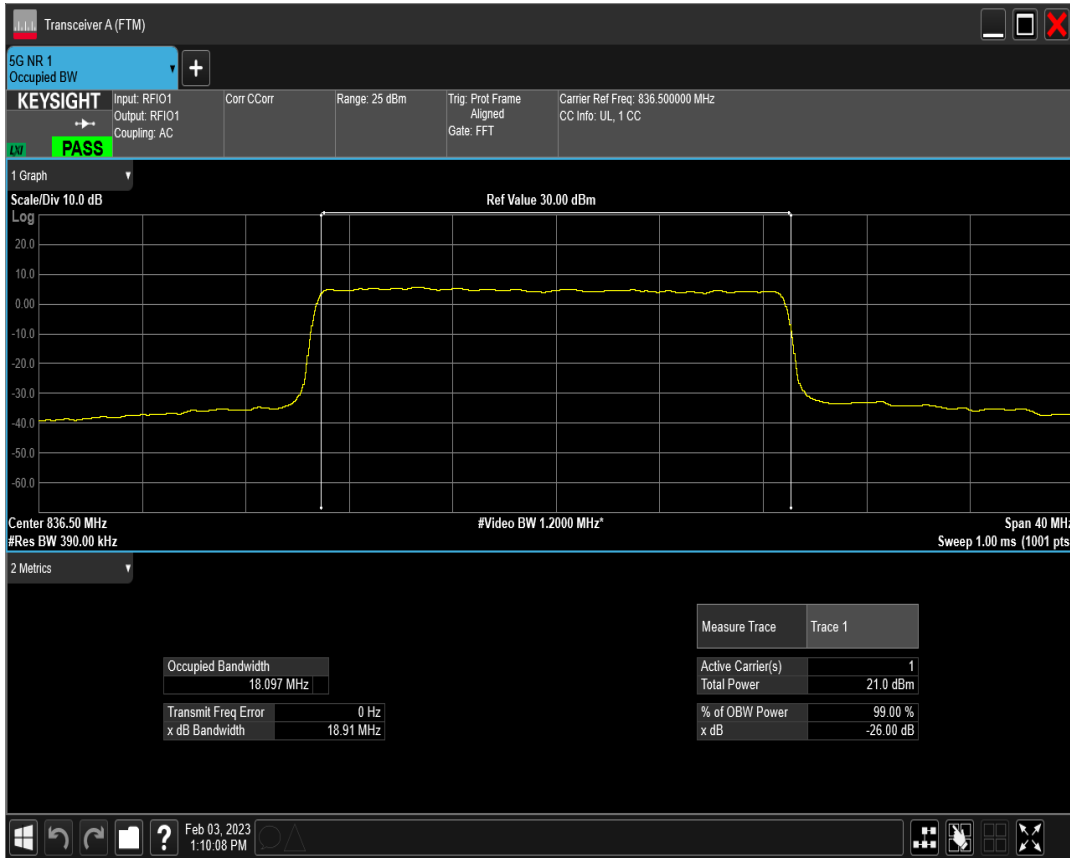 Transceiver A (FTM)
5G NR 1
Occupied BW
+
KEYSIGHT
LXI
PASS
Input: RFIO1
Output: RFIO1
Coupling: AC
Corr CCorr
Range: 25 dBm
Trig: Prot Frame
Aligned
Gate: FFT
Carrier Ref Freq: 836.500000 MHz
CC Info: UL, 1 CC
1 Graph
Scale/Div 10.0 dB
Ref Value 30.00 dBm
Log
20.0
10.0
0.00
-10.0
-20.0
-30.0
-40.0
-50.0
-60.0
Center 836.50 MHz
#Video BW 1.2000 MHz*
Span 40 MHz
#Res BW 390.00 kHz
Sweep 1.00 ms (1001 pts
2 Metrics
Measure Trace Trace 1
Occupied Bandwidth
18.097 MHz
Active Carrier(s) 1
Total Power 21.0 dBm
Transmit Freq Error 0 Hz
x dB Bandwidth 18.91 MHz
% of OBW Power 99.00 %
x dB -26.00 dB
?
Feb 03, 2023
1:10:08 PM